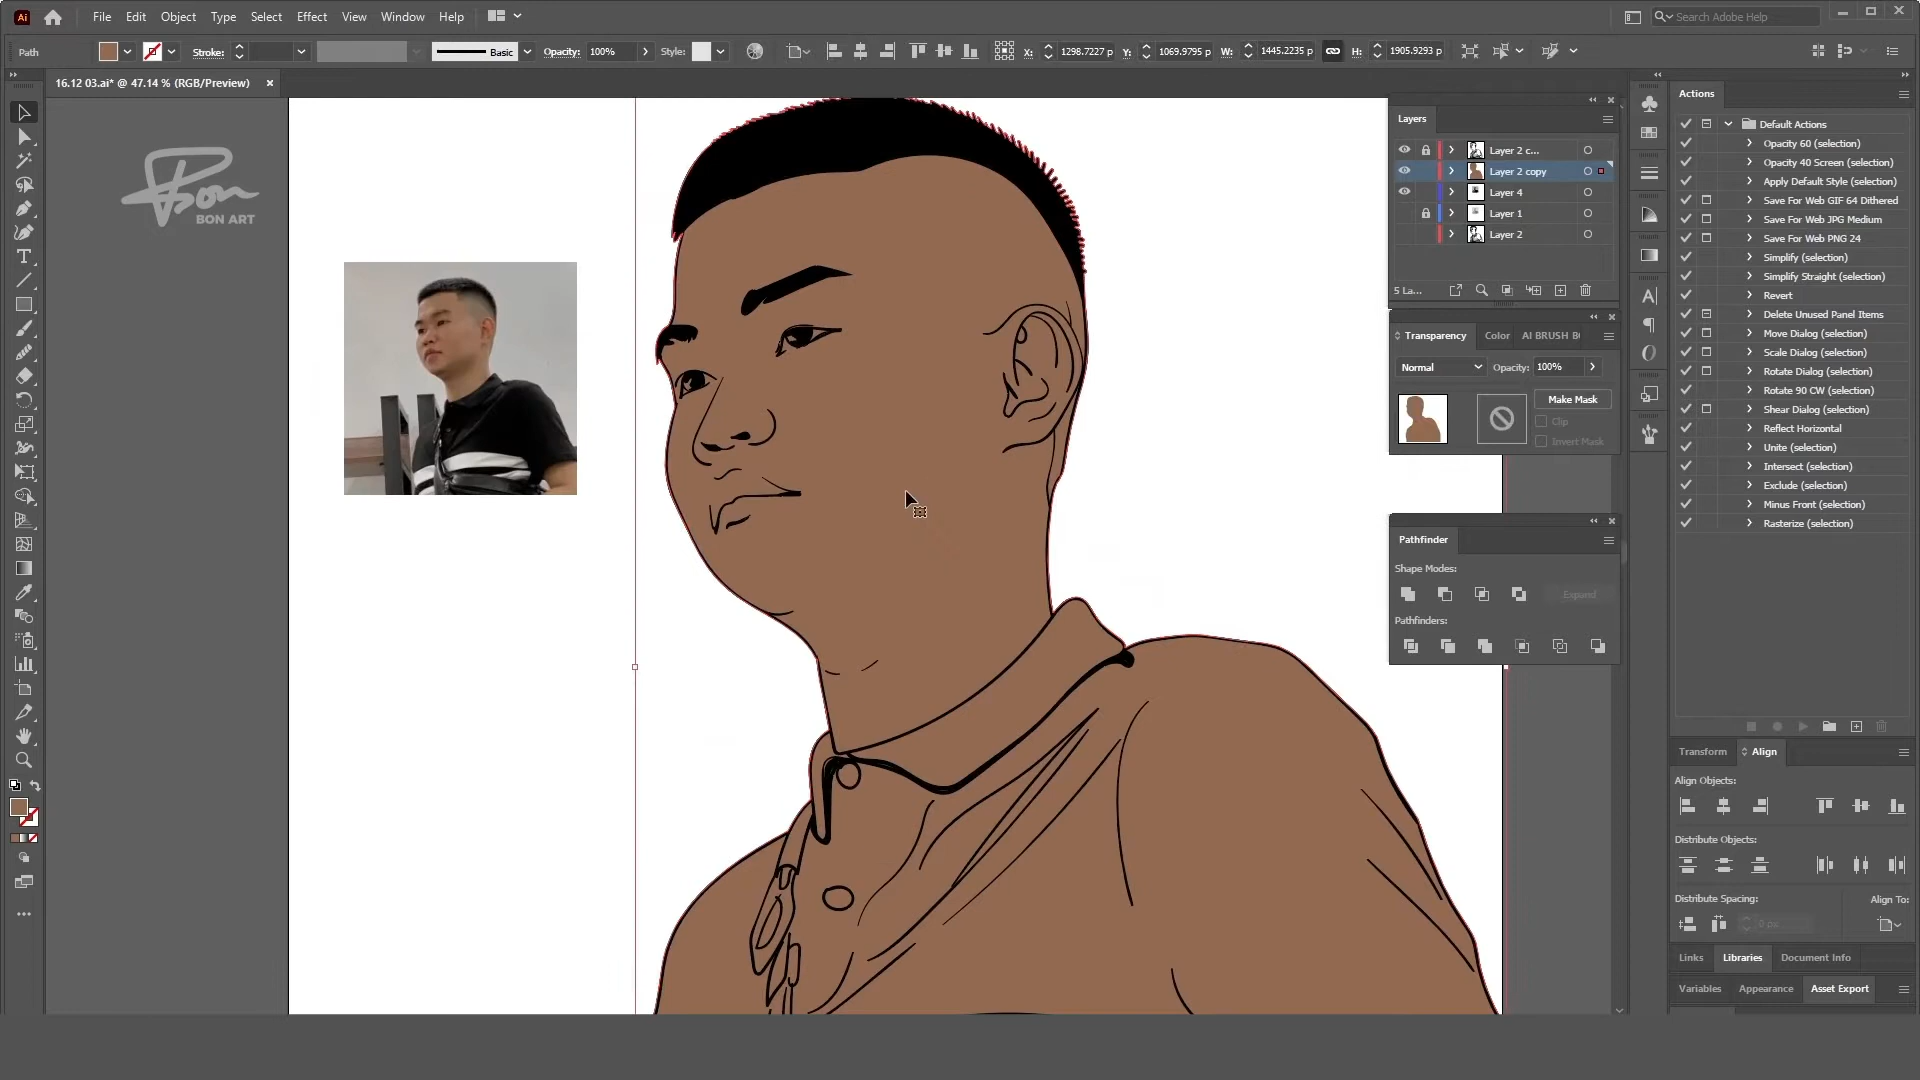 Ai File Edit Object Type Select Effect View Window Help Search Adobe Help
Path Stroke: Basic Opacity: 100% Style: X: 1298.7227 p Y: 1069.9795 p W: 1445.2235 p H: 1905.9293 p
16.12 03.ai* @ 47.14 % (RGB/Preview) ×
Bon
BON ART
Layers
Layer 2 c...
Layer 2 copy
Layer 4
Layer 1
Layer 2
5 La...
Transparency Color AI BRUSH B
Normal Opacity: 100%
Make Mask
Clip
Invert Mask
Pathfinder
Shape Modes:
Expand
Pathfinders:
Actions
Default Actions
Opacity 60 (selection)
Opacity 40 Screen (selection)
Apply Default Style (selection)
Save For Web GIF 64 Dithered
Save For Web JPG Medium
Save For Web PNG 24
Simplify (selection)
Simplify Straight (selection)
Revert
Delete Unused Panel Items
Move Dialog (selection)
Scale Dialog (selection)
Rotate Dialog (selection)
Rotate 90 CW (selection)
Shear Dialog (selection)
Reflect Horizontal
Unite (selection)
Intersect (selection)
Exclude (selection)
Minus Front (selection)
Rasterize (selection)
Transform Align
Align Objects:
Distribute Objects:
Distribute Spacing: Align To:
0 px
Links Libraries Document Info
Variables Appearance Asset Export